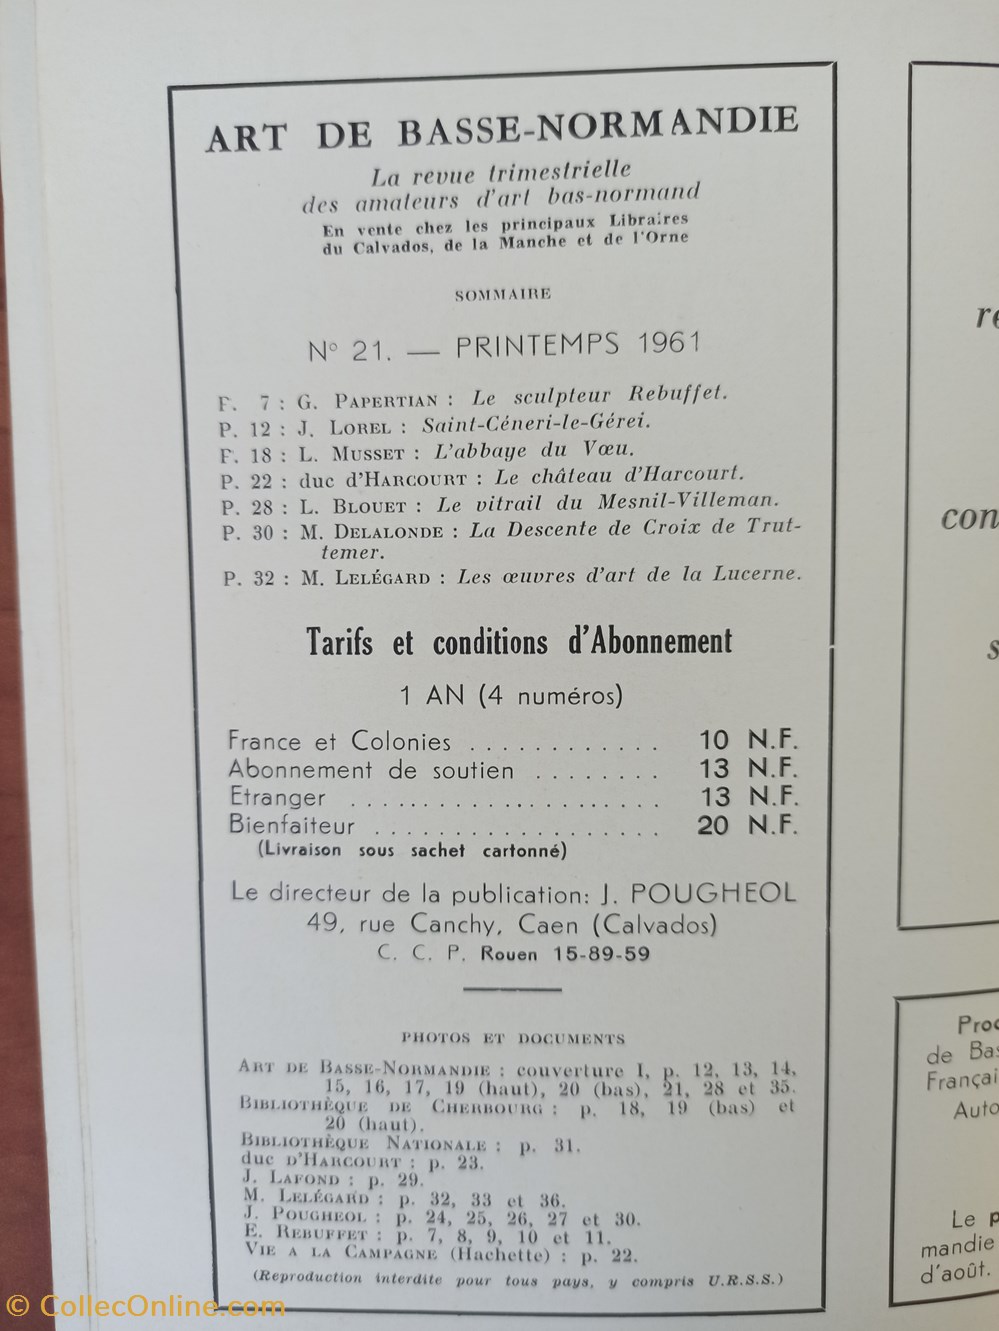 ART DE BASSE-NORMANDIE
La revue trimestrielle
des amateurs d'art bas-normand
En vente chez les principaux Libraires
du Calvados, de la Manche et de l'Orne
SOMMAIRE
N° 21. — PRINTEMPS 1961
P. 7 : G. PAPERTIAN : Le sculpteur Rebuffet.
P. 12 : J. LOREL : Saint-Céneri-le-Gérei.
P. 18 : L. MUSSET : L'abbaye du Vœu.
P. 22 : duc d'HARCOURT : Le château d'Harcourt.
P. 28 : L. BLOUET : Le vitrail du Mesnil-Villeman.
P. 30 : M. DELALONDE : La Descente de Croix de Trut-
temer.
P. 32 : M. LELÉGARD : Les œuvres d'art de la Lucerne.
Tarifs et conditions d'Abonnement
1 AN (4 numéros)
France et Colonies . . . . . . . . . . . . 10 N.F.
Abonnement de soutien . . . . . . . . 13 N.F.
Etranger . . . . . . . . . . . . . . . . . . . . 13 N.F.
Bienfaiteur . . . . . . . . . . . . . . . . . . 20 N.F.
(Livraison sous sachet cartonné)
Le directeur de la publication: J. POUGHEOL
49, rue Canchy, Caen (Calvados)
C. C. P. Rouen 15-89-59
PHOTOS ET DOCUMENTS
ART DE BASSE-NORMANDIE : couverture I, p. 12, 13, 14,
15, 16, 17, 19 (haut), 20 (bas), 21, 28 et 35.
BIBLIOTHÈQUE DE CHERBOURG : p. 18, 19 (bas) et
20 (haut).
BIBLIOTHÈQUE NATIONALE : p. 31.
duc D'HARCOURT : p. 23.
J. LAFOND : p. 29.
M. LELÉGARD : p. 32, 33 et 36.
J. POUGHEOL : p. 24, 25, 26, 27 et 30.
E. REBUFFET : p. 7, 8, 9, 10 et 11.
VIE A LA CAMPAGNE (Hachette) : p. 22.
(Reproduction interdite pour tous pays, y compris U.R.S.S.)
re
con
s
Proc
de Bas
Françai
Auto
Le p
mandie
d'août.
© CollecOnline.com